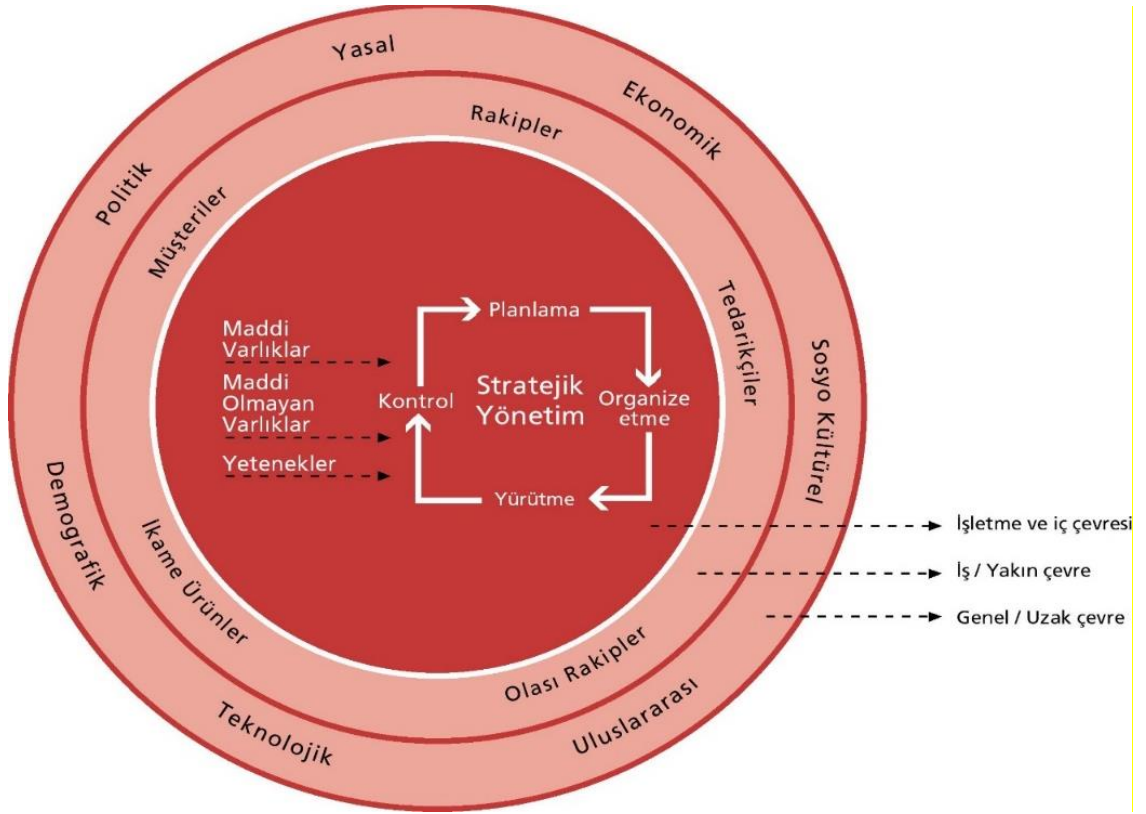 Yasal
Ekonomik
Politik
Rakipler
Müşteriler
Tedarikçiler
Sosyo Kültürel
Planlama
Maddi
Varlıklar
Maddi
Olmayan
Varlıklar
Yetenekler
Kontrol
Stratejik
Yönetim
Organize
etme
Yürütme
Demografik
İkame Ürünler
Olası Rakipler
Teknolojik
Uluslararası
İşletme ve iç çevresi
İş / Yakın çevre
Genel / Uzak çevre